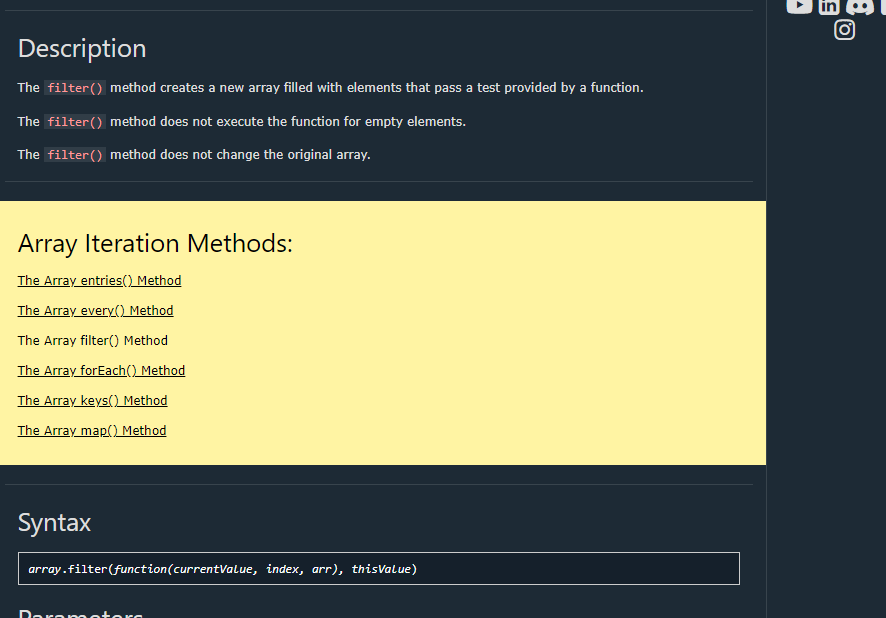 Description
The filter() method creates a new array filled with elements that pass a test provided by a function.
The filter() method does not execute the function for empty elements.
The filter() method does not change the original array.
Array Iteration Methods:
The Array entries() Method
The Array every() Method
The Array filter() Method
The Array forEach() Method
The Array keys() Method
The Array map() Method
Syntax
array.filter(function(currentValue, index, arr), thisValue)
Parameters